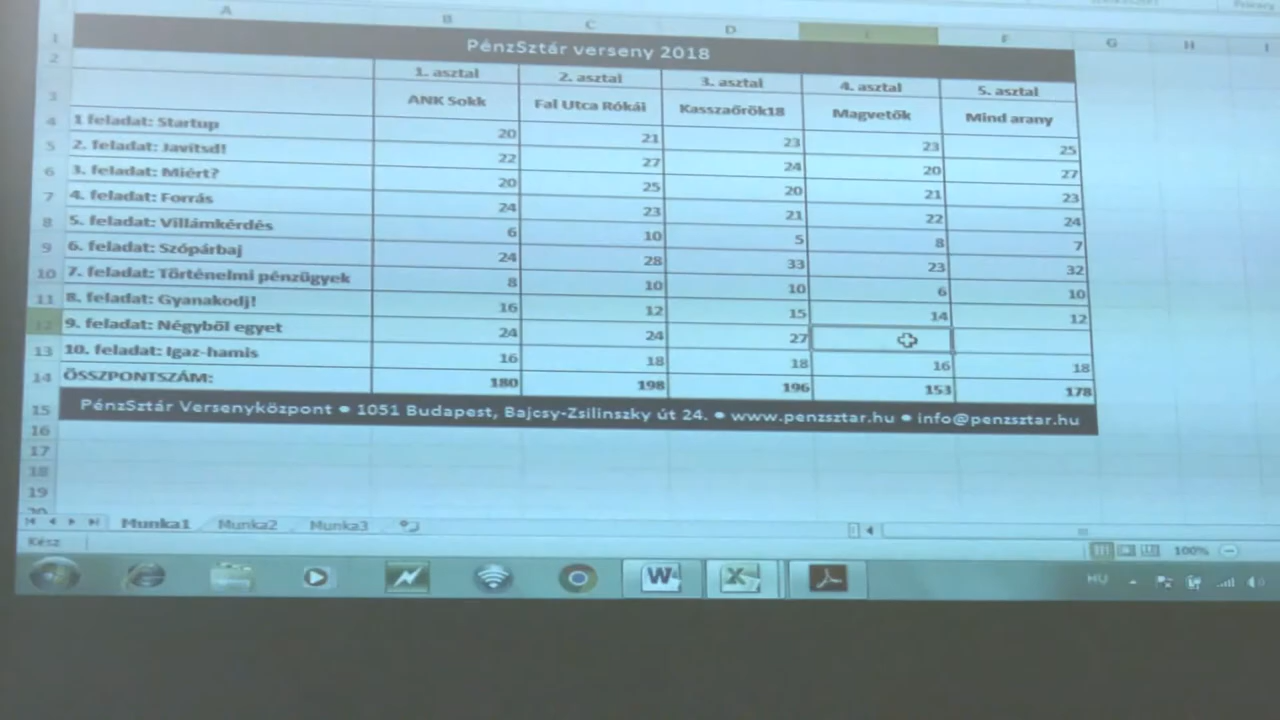 A B C D E F G H I
1 PénzSztár verseny 2018
2 1. asztal 2. asztal 3. asztal 4. asztal 5. asztal
3 ANK Sokk Fal Utca Rókái Kasszaőrök18 Magvetők Mind arany
4 1 feladat: Startup 20 21 23 23 25
5 2. feladat: Javítsd! 22 27 24 20 27
6 3. feladat: Miért? 20 25 20 21 23
7 4. feladat: Forrás 24 23 21 22 24
8 5. feladat: Villámkérdés 6 10 5 8 7
9 6. feladat: Szópárbaj 24 28 33 23 32
10 7. feladat: Történelmi pénzügyek 8 10 10 6 10
11 8. feladat: Gyanakodj! 16 12 15 14 12
12 9. feladat: Négyből egyet 24 24 27
13 10. feladat: Igaz-hamis 16 18 18 16 18
14 ÖSSZPONTSZÁM: 180 198 196 153 178
15 PénzSztár Versenyközpont • 1051 Budapest, Bajcsy-Zsilinszky út 24. • www.penzsztar.hu • info@penzsztar.hu
16
17
18
19
Munka1 Munka2 Munka3
Kész 100%
HU